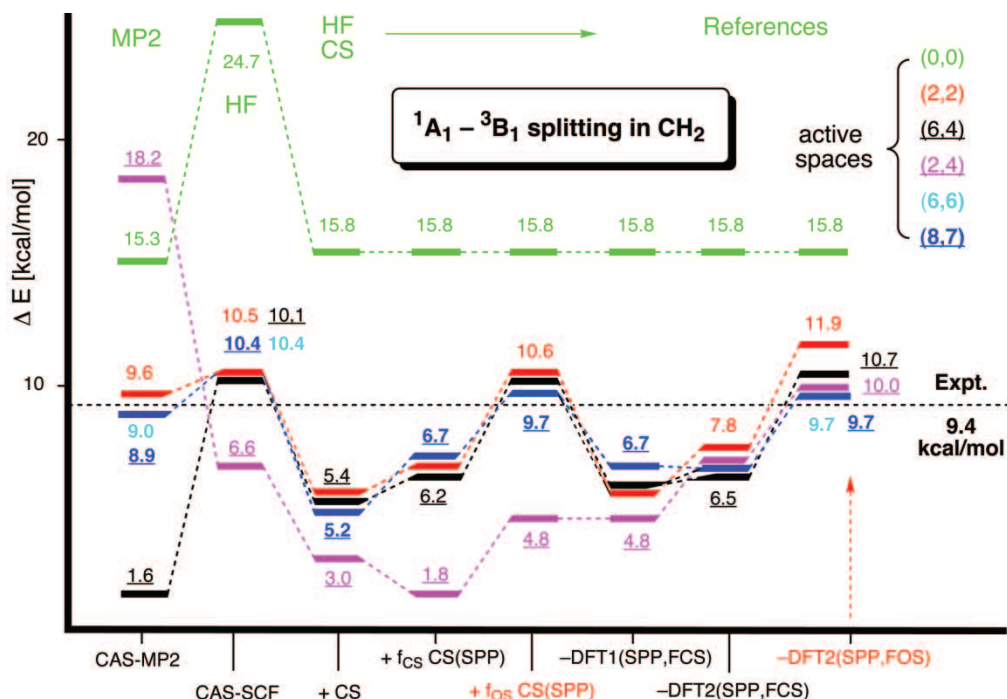 MP2
HF
CS
References
24.7
HF
¹A₁ – ³B₁ splitting in CH₂
active
spaces
(0,0)
(2,2)
(6,4)
(2,4)
(6,6)
(8,7)
Δ E [kcal/mol]
20
10
18.2
15.3
15.8 15.8 15.8 15.8 15.8 15.8
10.5 10,1
10.4 10.4
9.6
9.0
8.9
6.6
1.6
5.4
5.2
3.0
6.7
6.2
1.8
10.6
9.7
4.8
6.7
4.8
7.8
6.5
11.9
10.7
10.0
9.7 9.7
Expt.
9.4
kcal/mol
CAS-MP2
CAS-SCF
+ CS
+ fCS CS(SPP)
+ fOS CS(SPP)
–DFT1(SPP,FCS)
–DFT2(SPP,FCS)
–DFT2(SPP,FOS)